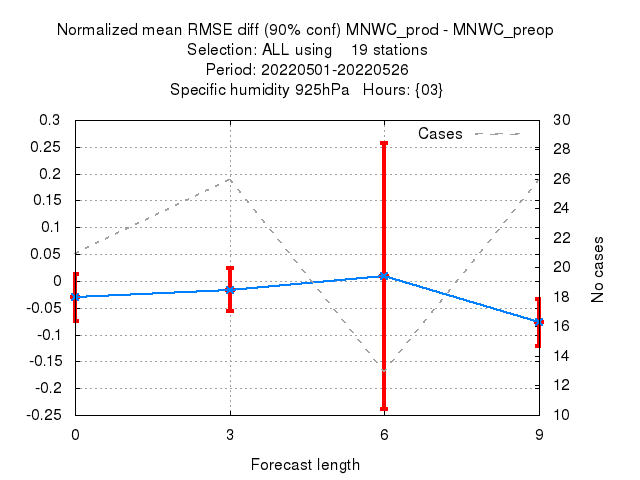 Normalized mean RMSE diff (90% conf) MNWC_prod - MNWC_preop
Selection: ALL using    19 stations
Period: 20220501-20220526
Specific humidity 925hPa   Hours: {03}
Cases
0.3
0.25
0.2
0.15
0.1
0.05
0
-0.05
-0.1
-0.15
-0.2
-0.25
30
28
26
24
22
20
18
16
14
12
10
No cases
0 3 6 9
Forecast length